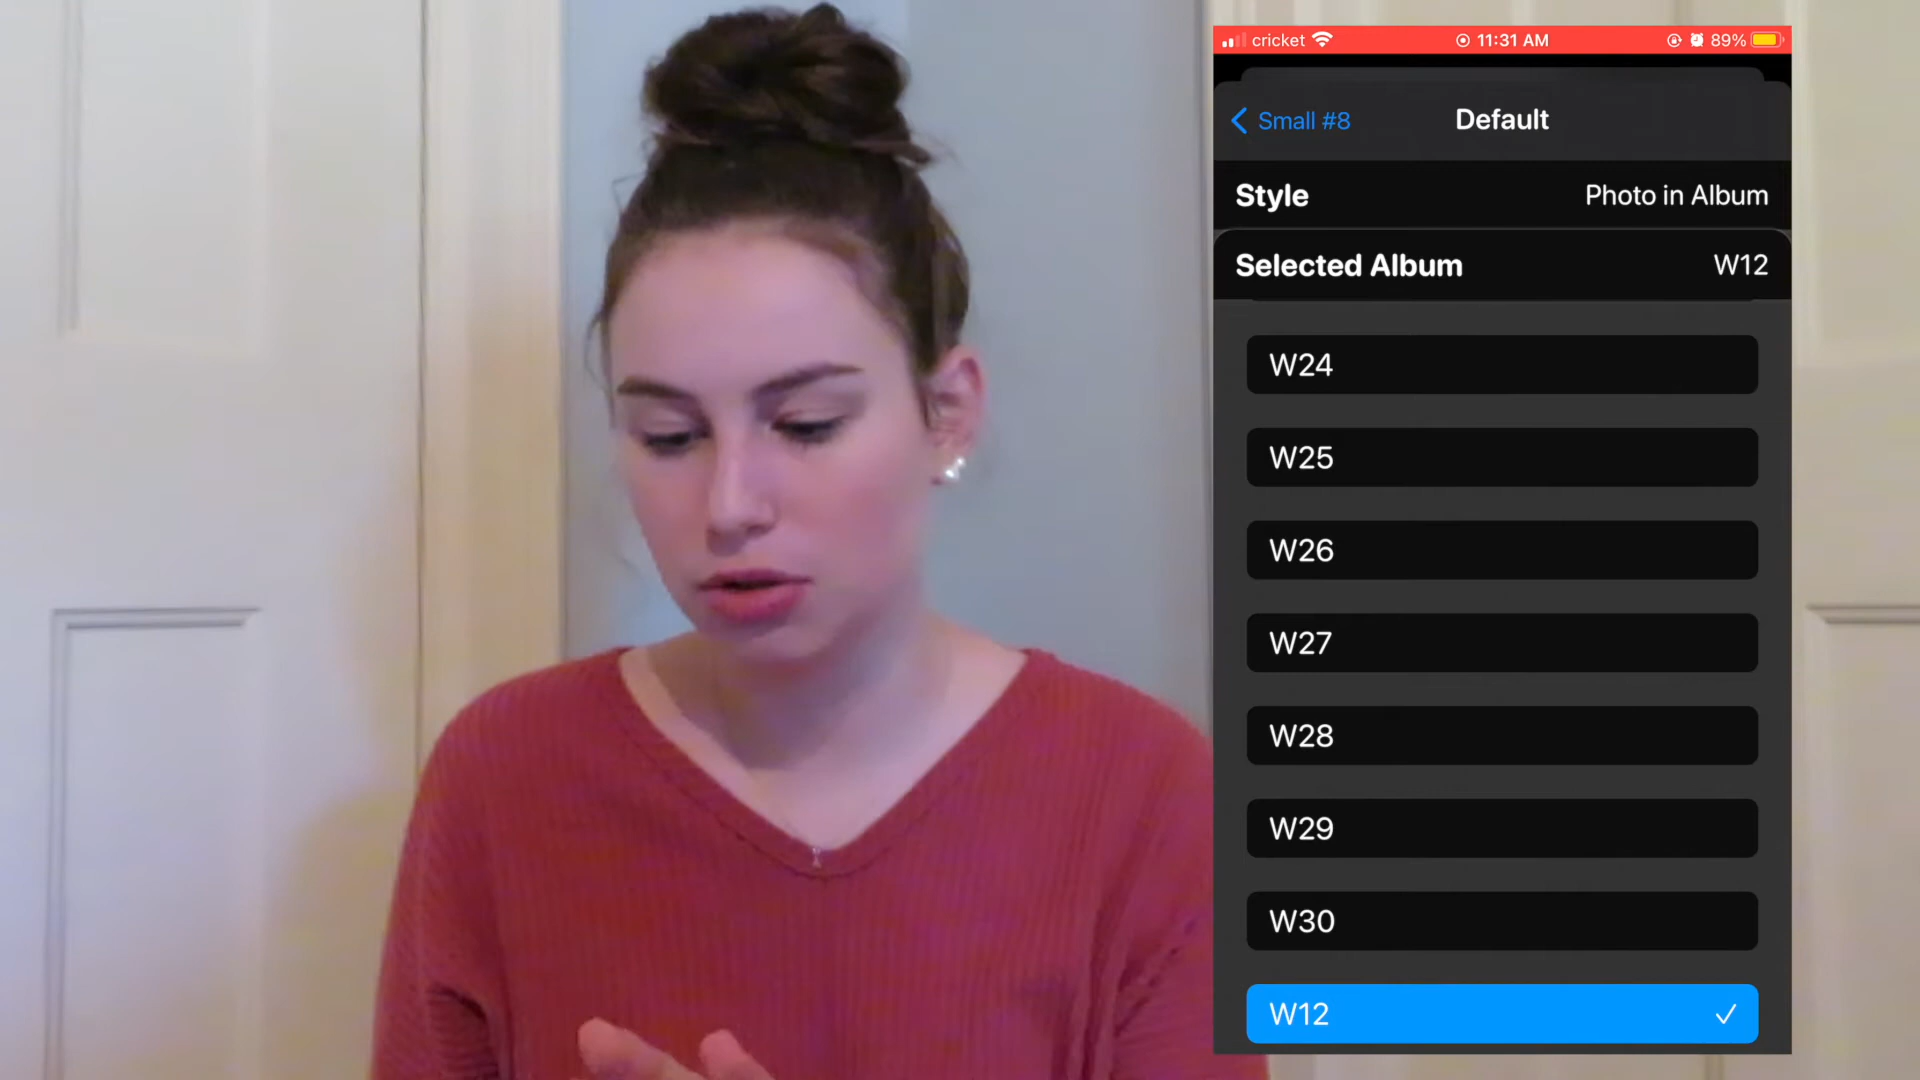 cricket 11:31 AM 89%
Small #8 Default
Style Photo in Album
Selected Album W12
W24
W25
W26
W27
W28
W29
W30
W12